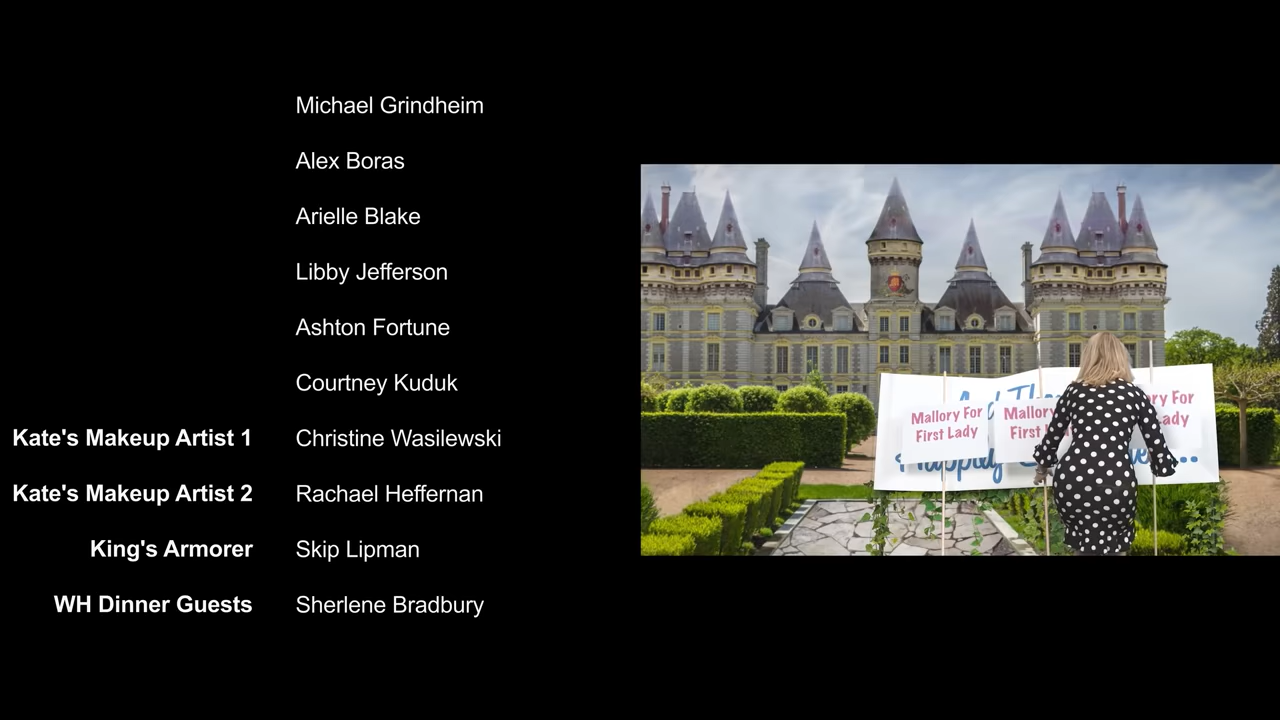 Michael Grindheim
Alex Boras
Arielle Blake
Libby Jefferson
Ashton Fortune
Courtney Kuduk
Kate's Makeup Artist 1 Christine Wasilewski
Kate's Makeup Artist 2 Rachael Heffernan
King's Armorer Skip Lipman
WH Dinner Guests Sherlene Bradbury
Mallory For
First Lady
Mallory
First
For
Lady